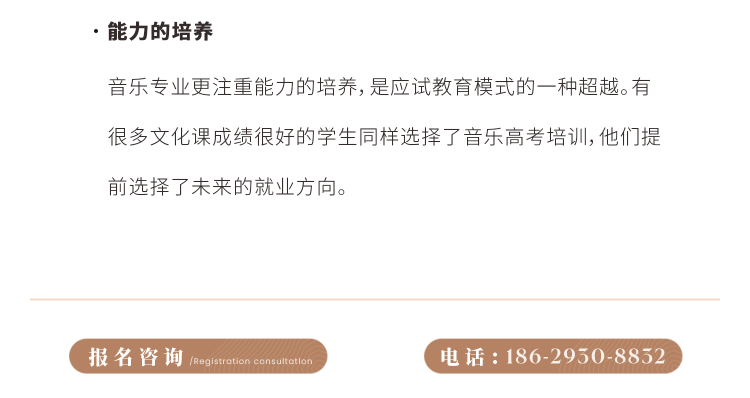 · 能力的培养
音乐专业更注重能力的培养，是应试教育模式的一种超越。有
很多文化课成绩很好的学生同样选择了音乐高考培训，他们提
前选择了未来的就业方向。
报名咨询 /Registration consultation
电话：186-2930-8832